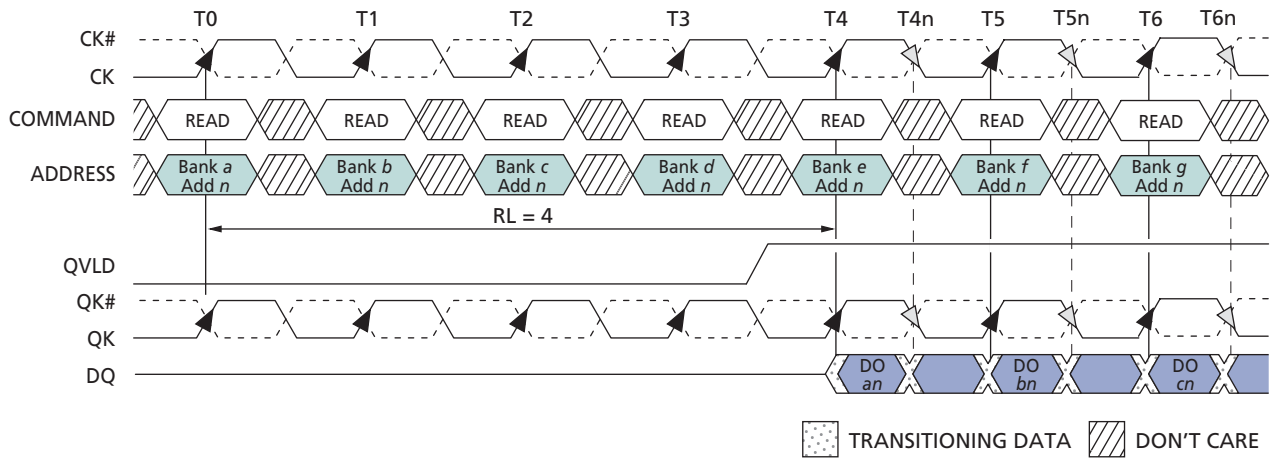 T0 T1 T2 T3 T4 T4n T5 T5n T6 T6n
CK#
CK
COMMAND READ READ READ READ READ READ READ
ADDRESS Bank a Bank b Bank c Bank d Bank e Bank f Bank g
Add n Add n Add n Add n Add n Add n Add n
RL = 4
QVLD
QK#
QK
DQ DO DO DO
an bn cn
TRANSITIONING DATA DON'T CARE